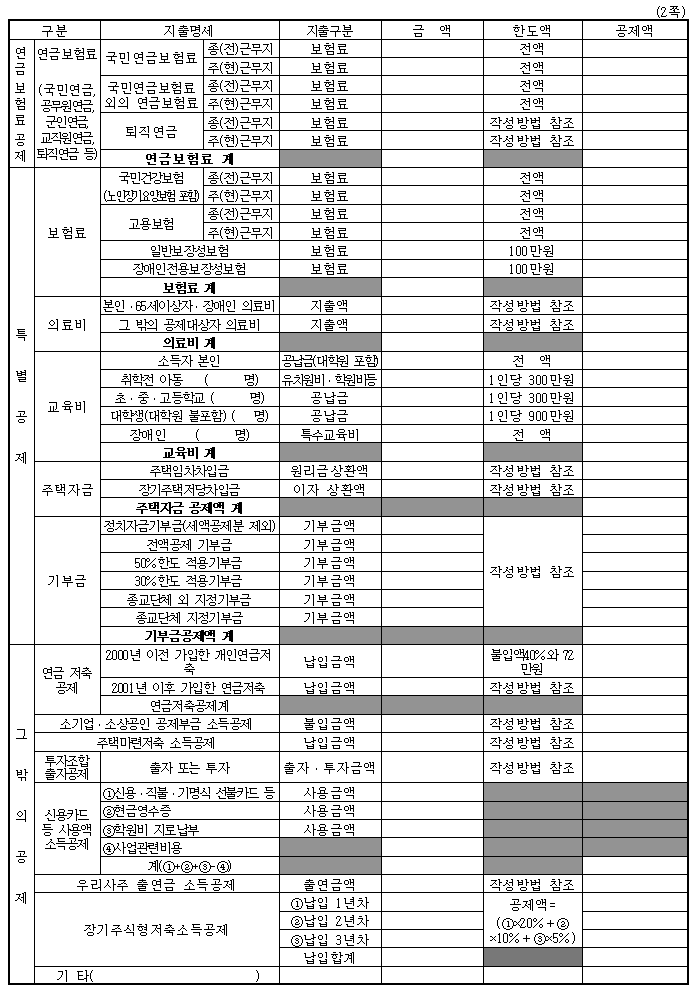 (2쪽)
구 분 지출명세 지출구분 금 액 한도액 공제액
연금보험료 공제
연금보험료
(국민연금,
공무원연금,
군인연금,
교직원연금,
퇴직연금 등)
국민연금보험료 종(전)근무지 보험료 전액
주(현)근무지 보험료 전액
국민연금보험료
외의 연금보험료
종(전)근무지 보험료 전액
주(현)근무지 보험료 전액
퇴직연금 종(전)근무지 보험료 작성방법 참조
주(현)근무지 보험료 작성방법 참조
연금보험료 계
특별공제
보험료
국민건강보험
(노인장기요양보험 포함)
종(전)근무지 보험료 전액
주(현)근무지 보험료 전액
고용보험 종(전)근무지 보험료 전액
주(현)근무지 보험료 전액
일반보장성보험 보험료 100만원
장애인전용보장성보험 보험료 100만원
보험료 계
의료비
본인·65세이상자·장애인 의료비 지출액 작성방법 참조
그 밖의 공제대상자 의료비 지출액 작성방법 참조
의료비 계
교육비
소득자 본인 공납금(대학원 포함) 전 액
취학전 아동 ( 명) 유치원비·학원비등 1인당 300만원
초·중·고등학교 ( 명) 공납금 1인당 300만원
대학생(대학원 불포함) ( 명) 공납금 1인당 900만원
장애인 ( 명) 특수교육비 전 액
교육비 계
주택자금
주택임차차입금 원리금상환액 작성방법 참조
장기주택저당차입금 이자 상환액 작성방법 참조
주택자금 공제액 계
기부금
정치자금기부금(세액공제분 제외) 기부금액
전액공제 기부금 기부금액
50%한도 적용기부금 기부금액
30%한도 적용기부금 기부금액
종교단체 외 지정기부금 기부금액
종교단체 지정기부금 기부금액
작성방법 참조
기부금공제액 계
그 밖의 공제
연금 저축
공제
2000년 이전 가입한 개인연금저
축
납입금액
불입액40%와 72
만원
2001년 이후 가입한 연금저축 납입금액 작성방법 참조
연금저축공제계
소기업·소상공인 공제부금 소득공제 불입금액 작성방법 참조
주택마련저축 소득공제 납입금액 작성방법 참조
투자조합
출자공제
출자 또는 투자 출자·투자금액 작성방법 참조
신용카드
등 사용액
소득공제
①신용·직불·기명식 선불카드 등 사용금액
②현금영수증 사용금액
③학원비 지로납부 사용금액
④사업관련비용
계(①+②+③-④)
우리사주 출연금 소득공제 출연금액 작성방법 참조
장기주식형저축소득공제
①납입 1년차
②납입 2년차
③납입 3년차
납입합계
공제액=
(①×20%+②
×10%+③×5%)
기 타( )